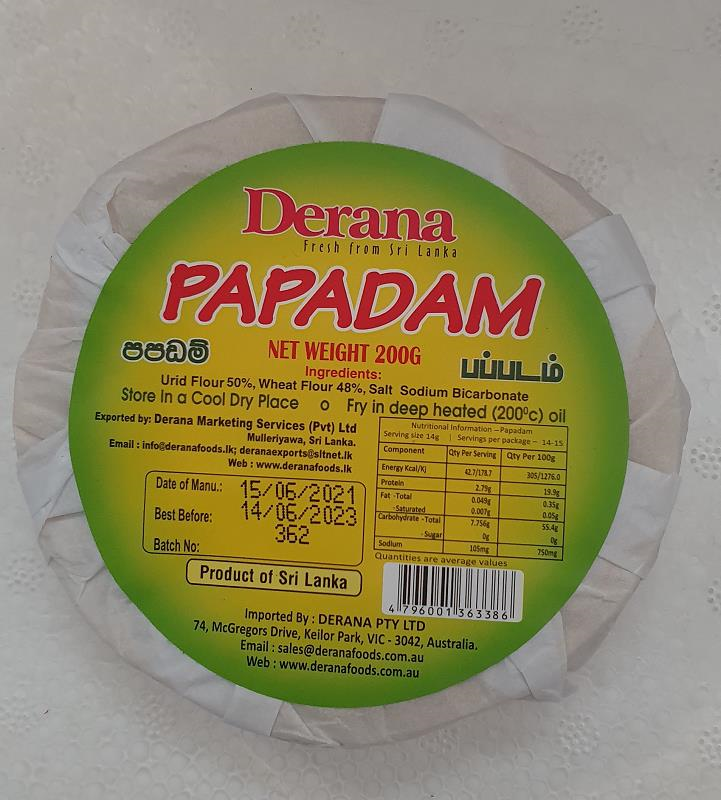 Derana
Fresh from Sri Lanka
PAPADAM
පපඩම්
NET WEIGHT 200G
பப்படம்
Ingredients:
Urid Flour 50%, Wheat Flour 48%, Salt Sodium Bicarbonate
Store In a Cool Dry Place o Fry in deep heated (200⁰c) oil
Exported by: Derana Marketing Services (Pvt) Ltd
Mulleriyawa, Sri Lanka.
Email : info@deranafoods.lk; deranaexports@sltnet.lk
Web : www.deranafoods.lk
Date of Manu.: 15/06/2021
Best Before: 14/06/2023
Batch No: 362
Product of Sri Lanka
Nutritional Information – Papadam
Serving size 14g | Servings per package – 14-15
Component Qty Per Serving Qty Per 100g
Energy Kcal/Kj 42.7/178.7 305/1276.0
Protein 2.79g 19.9g
Fat -Total 0.049g 0.35g
-Saturated 0.007g 0.05g
Carbohydrate -Total 7.756g 55.4g
- Sugar 0g 0g
Sodium 105mg 750mg
Quantities are average values
4 796001 363386
Imported By : DERANA PTY LTD
74, McGregors Drive, Keilor Park, VIC - 3042, Australia.
Email : sales@deranafoods.com.au
Web : www.deranafoods.com.au